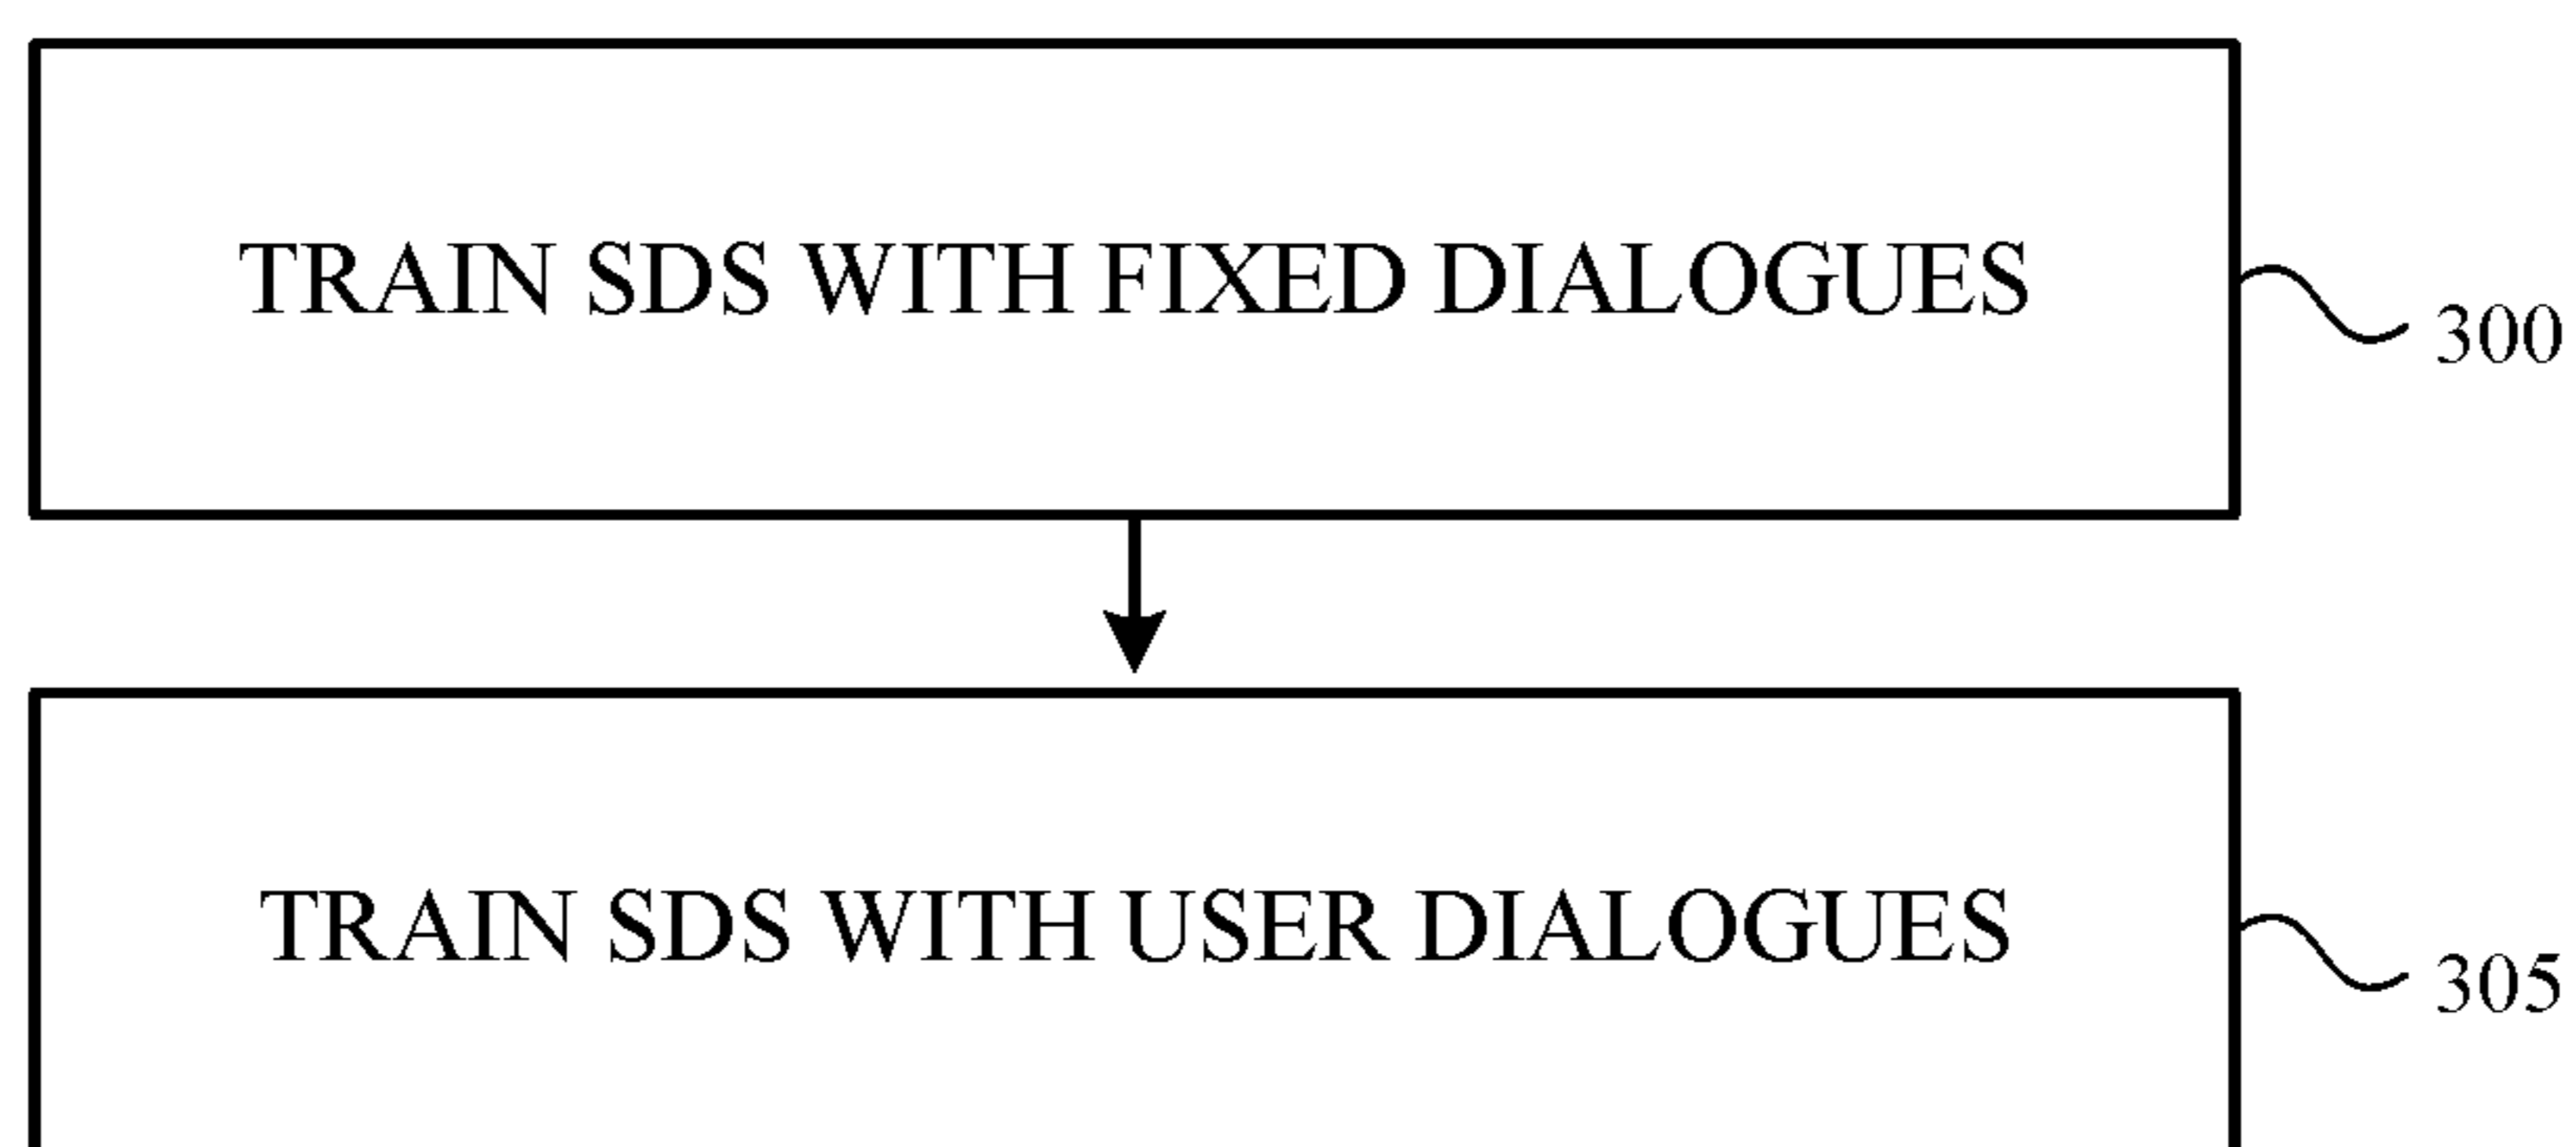 TRAIN SDS WITH FIXED DIALOGUES
300
TRAIN SDS WITH USER DIALOGUES
305